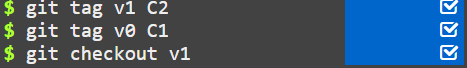 $ git tag v1 C2
$ git tag v0 C1
$ git checkout v1